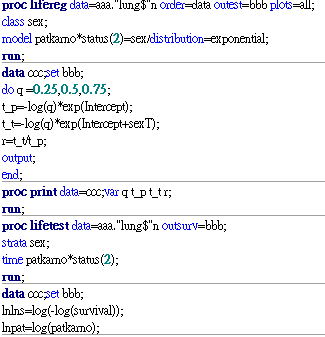 proc lifereg data=aaa."lung$"n order=data outest=bbb plots=all;
class sex;
model patkarno*status(2)=sex/distribution=exponential;
run;
data ccc;set bbb;
do q =0.25,0.5,0.75;
t_p=-log(q)*exp(Intercept);
t_t=-log(q)*exp(Intercept+sexT);
r=t_t/t_p;
output;
end;
proc print data=ccc;var q t_p t_t r;
run;
proc lifetest data=aaa."lung$"n outsurv=bbb;
strata sex;
time patkarno*status(2);
run;
data ccc;set bbb;
lnlns=log(-log(survival));
lnpat=log(patkarno);